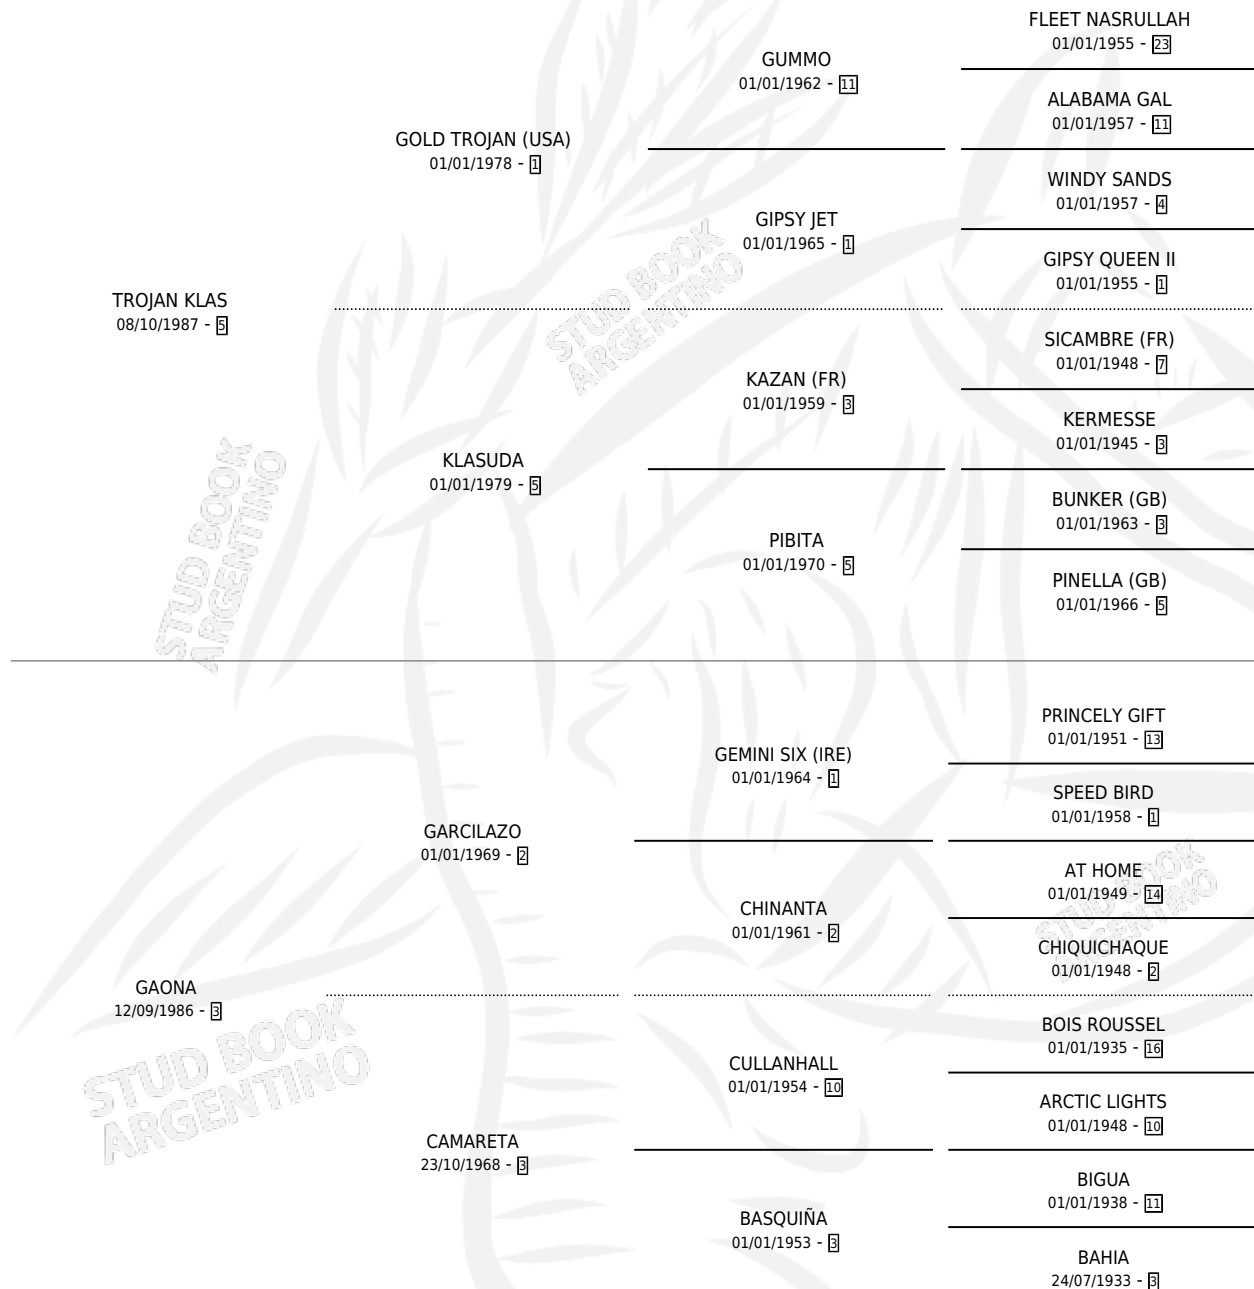 FLEET NASRULLAH
01/01/1955 - 23
GUMMO
01/01/1962 - 11
ALABAMA GAL
01/01/1957 - 11
GOLD TROJAN (USA)
01/01/1978 - 1
WINDY SANDS
01/01/1957 - 4
GIPSY JET
01/01/1965 - 1
GIPSY QUEEN II
01/01/1955 - 1
TROJAN KLAS
08/10/1987 - 5
SICAMBRE (FR)
01/01/1948 - 7
KAZAN (FR)
01/01/1959 - 3
KERMESSE
01/01/1945 - 3
KLASUDA
01/01/1979 - 5
BUNKER (GB)
01/01/1963 - 3
PIBITA
01/01/1970 - 5
PINELLA (GB)
01/01/1966 - 5
PRINCELY GIFT
01/01/1951 - 13
GEMINI SIX (IRE)
01/01/1964 - 1
SPEED BIRD
01/01/1958 - 1
GARCILAZO
01/01/1969 - 2
AT HOME
01/01/1949 - 14
CHINANTA
01/01/1961 - 2
CHIQUICHAQUE
01/01/1948 - 2
GAONA
12/09/1986 - 3
BOIS ROUSSEL
01/01/1935 - 16
CULLANHALL
01/01/1954 - 10
ARCTIC LIGHTS
01/01/1948 - 10
CAMARETA
23/10/1968 - 3
BIGUA
01/01/1938 - 11
BASQUIÑA
01/01/1953 - 3
BAHIA
24/07/1933 - 3
STUD BOOK
ARGENTINO
STUD BOOK
ARGENTINO
STUD BOOK
ARGENTINO
STUD BOOK
ARGENTINO